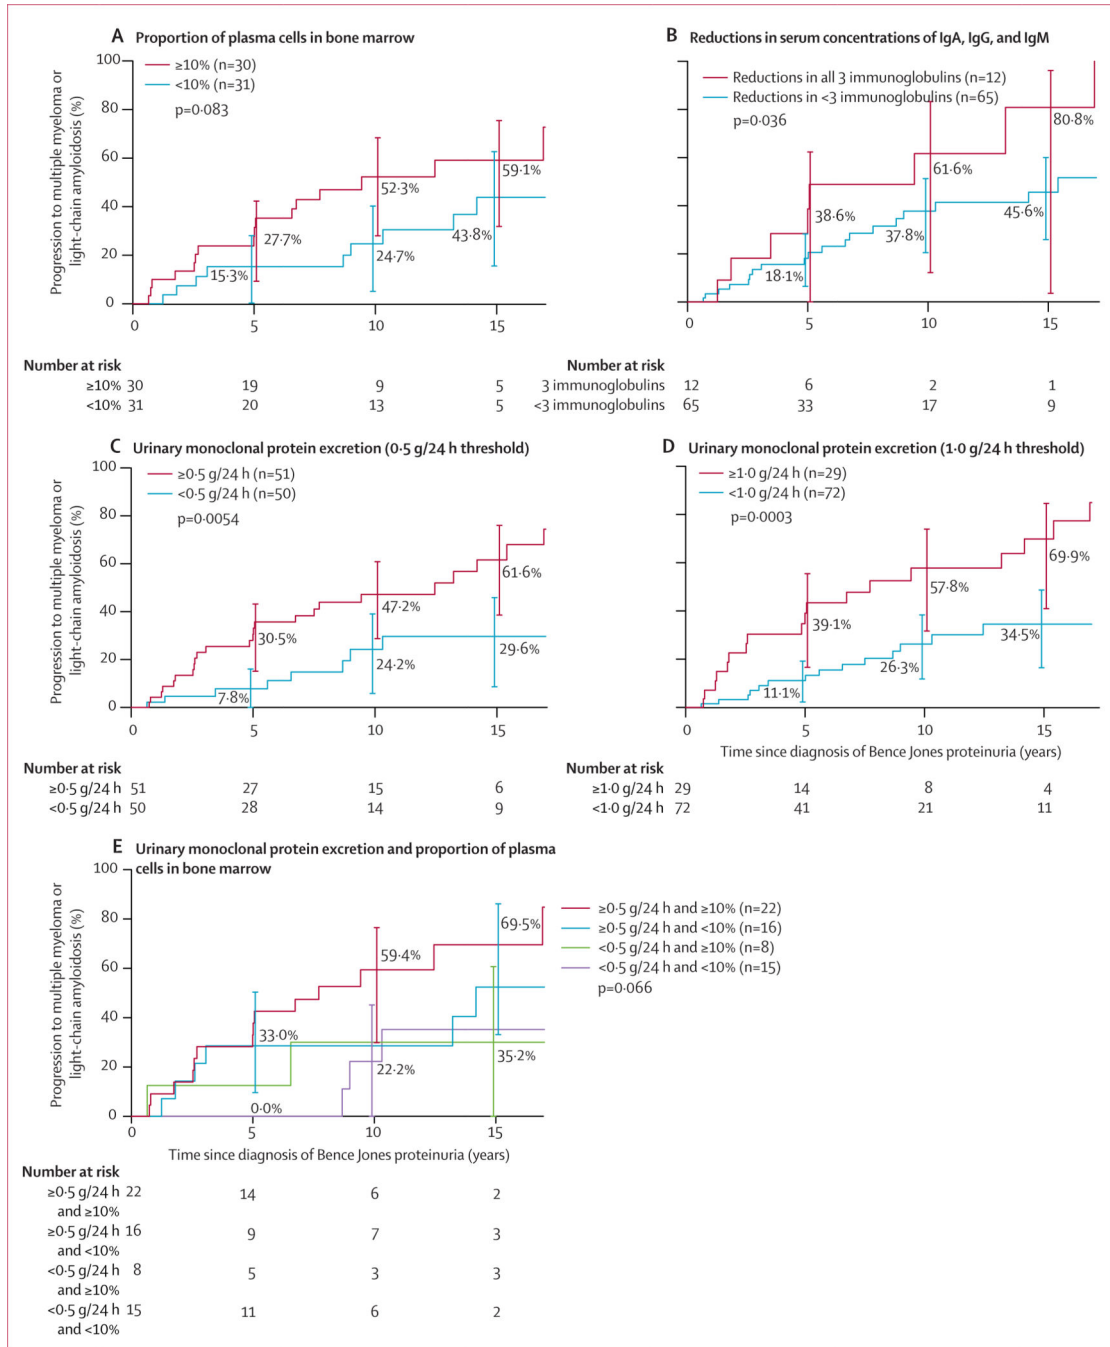 A Proportion of plasma cells in bone marrow
Progression to multiple myeloma or
light-chain amyloidosis (%)
100
80
60
40
20
0
≥10% (n=30)
<10% (n=31)
p=0·083
15·3%
27·7%
52·3%
24·7%
43·8%
59·1%
0 5 10 15
Number at risk
≥10% 30 19 9 5
<10% 31 20 13 5
B Reductions in serum concentrations of IgA, IgG, and IgM
Reductions in all 3 immunoglobulins (n=12)
Reductions in <3 immunoglobulins (n=65)
p=0·036
38·6%
18·1%
61·6%
37·8%
80·8%
45·6%
0 5 10 15
Number at risk
3 immunoglobulins 12 6 2 1
<3 immunoglobulins 65 33 17 9
C Urinary monoclonal protein excretion (0·5 g/24 h threshold)
Progression to multiple myeloma or
light-chain amyloidosis (%)
100
80
60
40
20
0
≥0·5 g/24 h (n=51)
<0·5 g/24 h (n=50)
p=0·0054
30·5%
7·8%
47·2%
24·2%
61·6%
29·6%
0 5 10 15
Number at risk
≥0·5 g/24 h 51 27 15 6
<0·5 g/24 h 50 28 14 9
D Urinary monoclonal protein excretion (1·0 g/24 h threshold)
≥1·0 g/24 h (n=29)
<1·0 g/24 h (n=72)
p=0·0003
39·1%
11·1%
57·8%
26·3%
69·9%
34·5%
0 5 10 15
Time since diagnosis of Bence Jones proteinuria (years)
Number at risk
≥1·0 g/24 h 29 14 8 4
<1·0 g/24 h 72 41 21 11
E Urinary monoclonal protein excretion and proportion of plasma
cells in bone marrow
Progression to multiple myeloma or
light-chain amyloidosis (%)
100
80
60
40
20
0
≥0·5 g/24 h and ≥10% (n=22)
≥0·5 g/24 h and <10% (n=16)
<0·5 g/24 h and ≥10% (n=8)
<0·5 g/24 h and <10% (n=15)
p=0·066
33·0%
0·0%
59·4%
22·2%
69·5%
35·2%
0 5 10 15
Time since diagnosis of Bence Jones proteinuria (years)
Number at risk
≥0·5 g/24 h 22 14 6 2
and ≥10%
≥0·5 g/24 h 16 9 7 3
and <10%
<0·5 g/24 h 8 5 3 3
and ≥10%
<0·5 g/24 h 15 11 6 2
and <10%